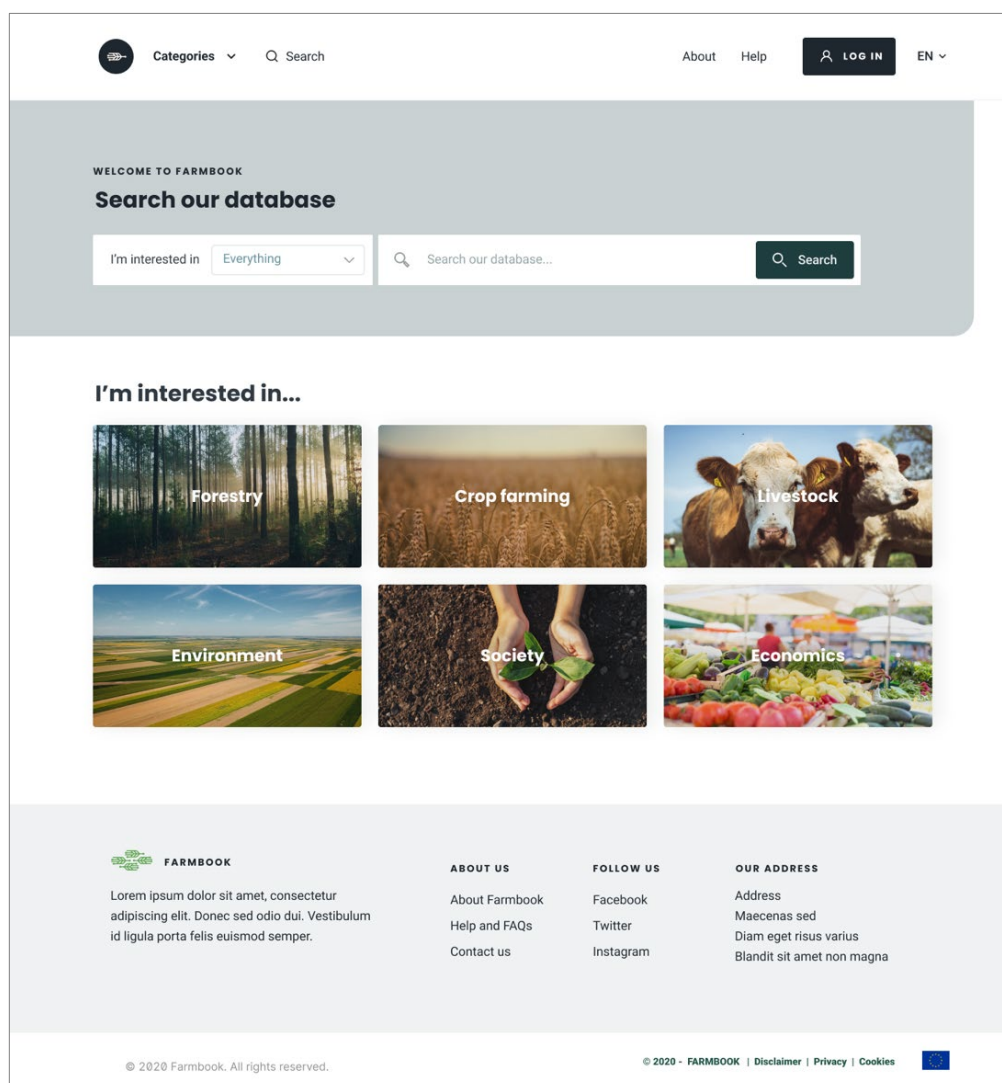 Categories Search About Help LOG IN EN
WELCOME TO FARMBOOK
Search our database
I'm interested in Everything Search our database... Search
I’m interested in...
Forestry Crop farming Livestock
Environment Society Economics
FARMBOOK
Lorem ipsum dolor sit amet, consectetur
adipiscing elit. Donec sed odio dui. Vestibulum
id ligula porta felis euismod semper.
ABOUT US
About Farmbook
Help and FAQs
Contact us
FOLLOW US
Facebook
Twitter
Instagram
OUR ADDRESS
Address
Maecenas sed
Diam eget risus varius
Blandit sit amet non magna
© 2020 Farmbook. All rights reserved.
© 2020 - FARMBOOK | Disclaimer | Privacy | Cookies